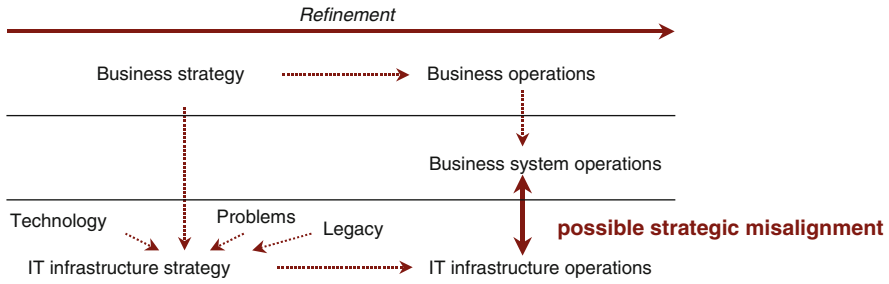 Refinement
Business strategy
Business operations
Business system operations
Technology
Problems
Legacy
possible strategic misalignment
IT infrastructure strategy
IT infrastructure operations